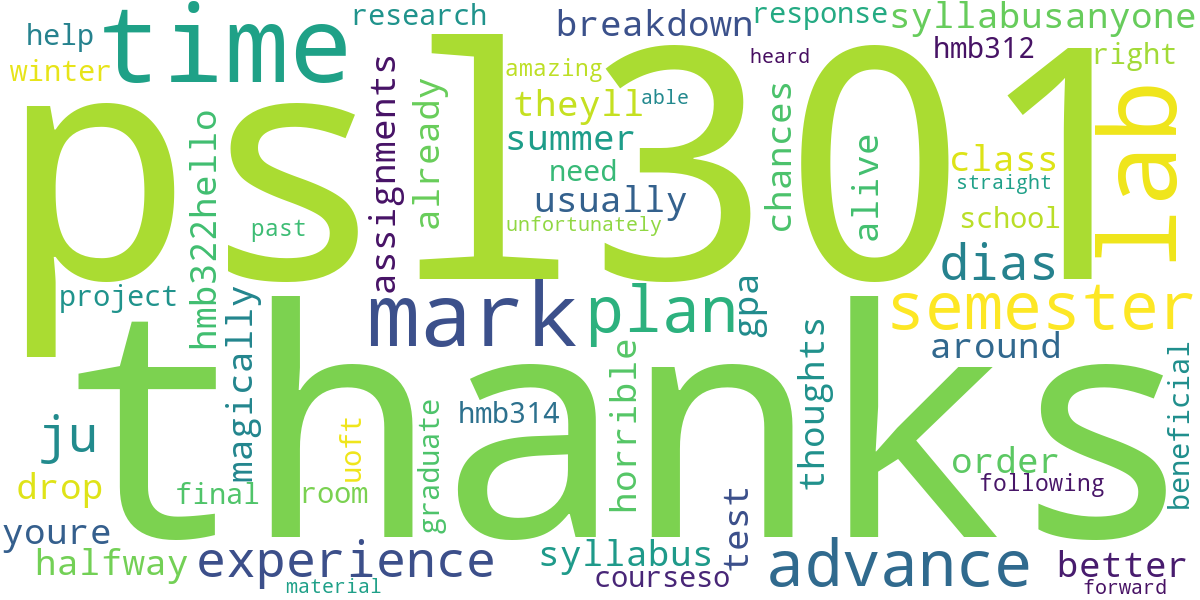 help
time
research
breakdown
response
syllabusanyone
winter
amazing
heard
hmb312
right
psl301
theyll
able
assignments
already
summer
chances
lab
hmb322hello
need
alive
class
straight
usually
past
unfortunately
school
dias
project
mark
plan
gpa
semester
magically
thanks
horrible
thoughts
around
beneficial
ju
uoft
graduate
hmb314
order
drop
final
room
following
youre
test
halfway
experience
syllabus
advance
better
material
courseso
forward